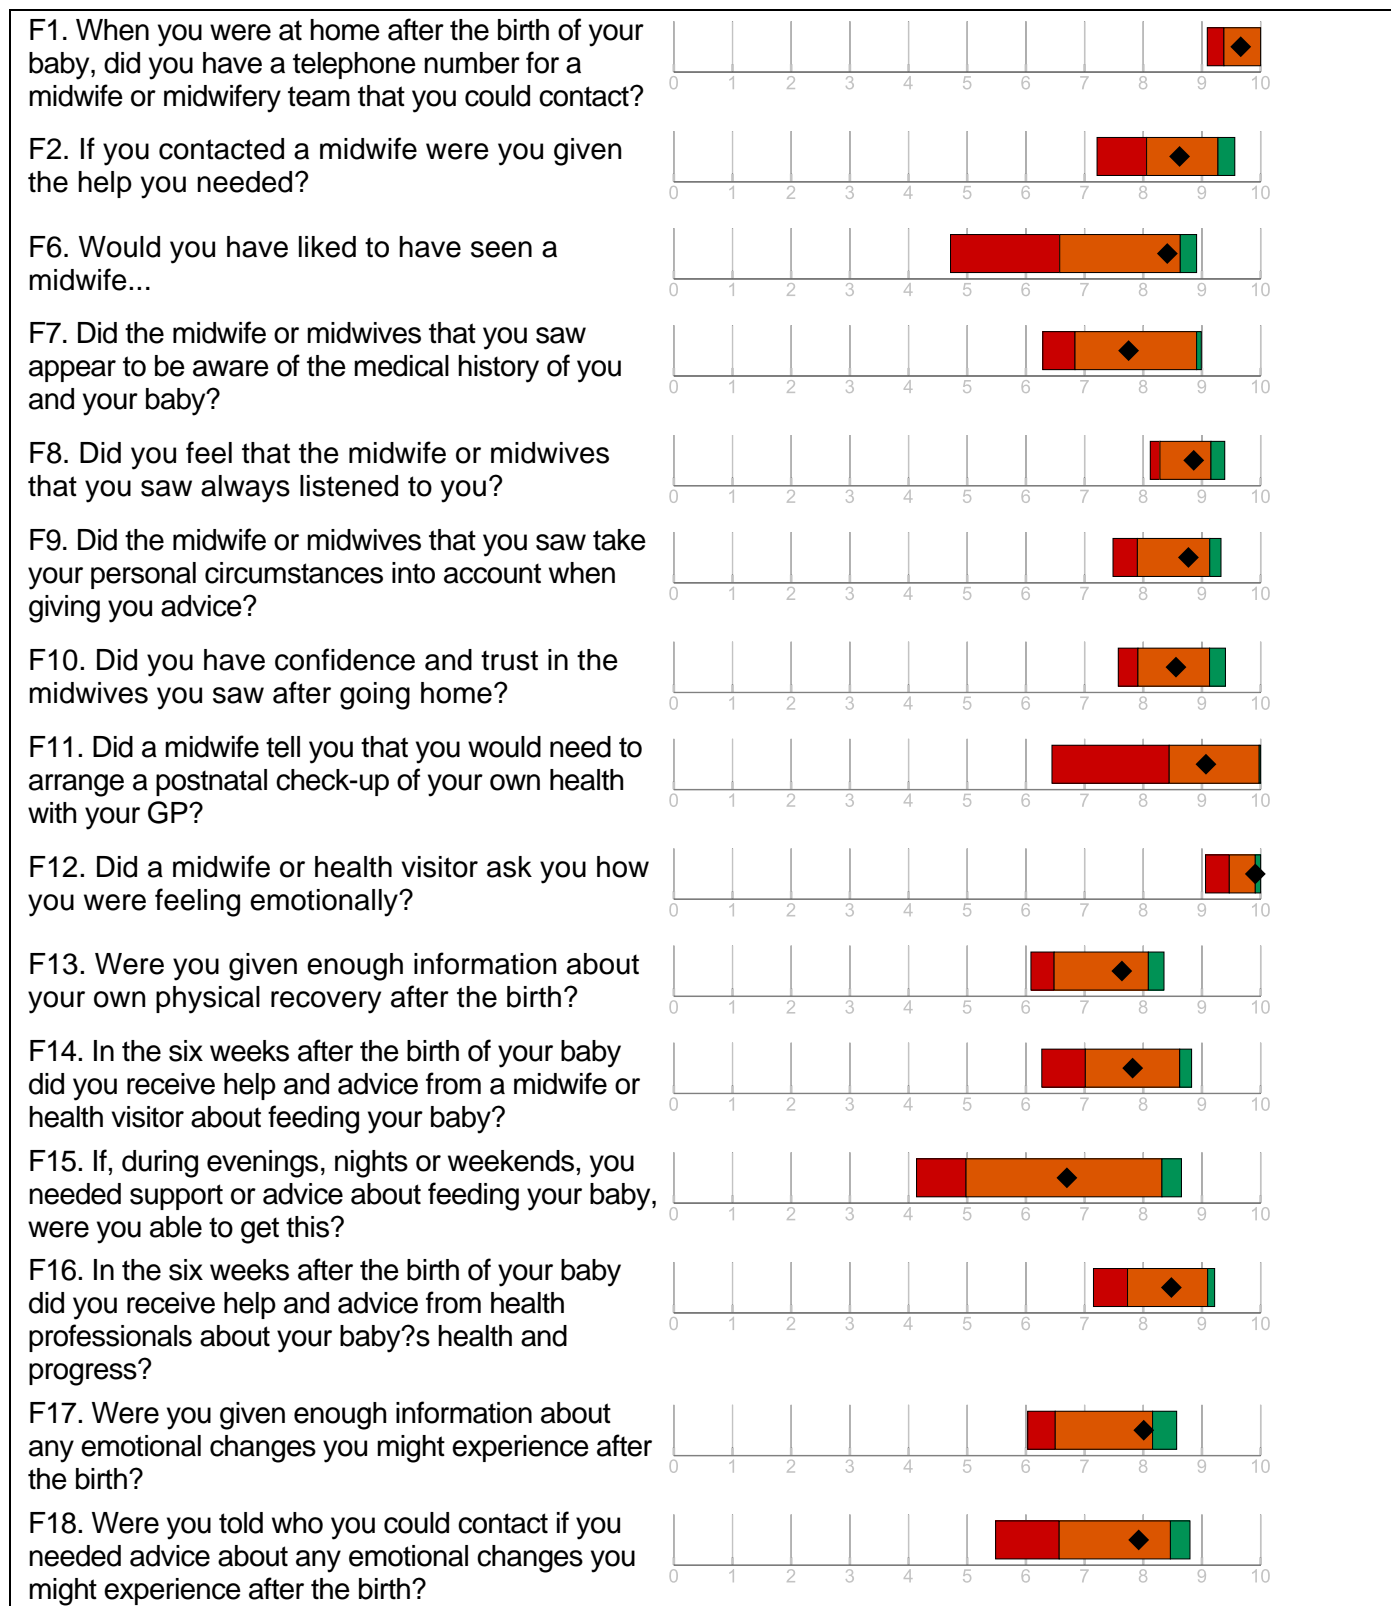 F1. When you were at home after the birth of your
baby, did you have a telephone number for a
midwife or midwifery team that you could contact?
0 1 2 3 4 5 6 7 8 9 10
F2. If you contacted a midwife were you given
the help you needed?
0 1 2 3 4 5 6 7 8 9 10
F6. Would you have liked to have seen a
midwife...
0 1 2 3 4 5 6 7 8 9 10
F7. Did the midwife or midwives that you saw
appear to be aware of the medical history of you
and your baby?
0 1 2 3 4 5 6 7 8 9 10
F8. Did you feel that the midwife or midwives
that you saw always listened to you?
0 1 2 3 4 5 6 7 8 9 10
F9. Did the midwife or midwives that you saw take
your personal circumstances into account when
giving you advice?
0 1 2 3 4 5 6 7 8 9 10
F10. Did you have confidence and trust in the
midwives you saw after going home?
0 1 2 3 4 5 6 7 8 9 10
F11. Did a midwife tell you that you would need to
arrange a postnatal check-up of your own health
with your GP?
0 1 2 3 4 5 6 7 8 9 10
F12. Did a midwife or health visitor ask you how
you were feeling emotionally?
0 1 2 3 4 5 6 7 8 9 10
F13. Were you given enough information about
your own physical recovery after the birth?
0 1 2 3 4 5 6 7 8 9 10
F14. In the six weeks after the birth of your baby
did you receive help and advice from a midwife or
health visitor about feeding your baby?
0 1 2 3 4 5 6 7 8 9 10
F15. If, during evenings, nights or weekends, you
needed support or advice about feeding your baby,
were you able to get this?
0 1 2 3 4 5 6 7 8 9 10
F16. In the six weeks after the birth of your baby
did you receive help and advice from health
professionals about your baby?s health and
progress?
0 1 2 3 4 5 6 7 8 9 10
F17. Were you given enough information about
any emotional changes you might experience after
the birth?
0 1 2 3 4 5 6 7 8 9 10
F18. Were you told who you could contact if you
needed advice about any emotional changes you
might experience after the birth?
0 1 2 3 4 5 6 7 8 9 10